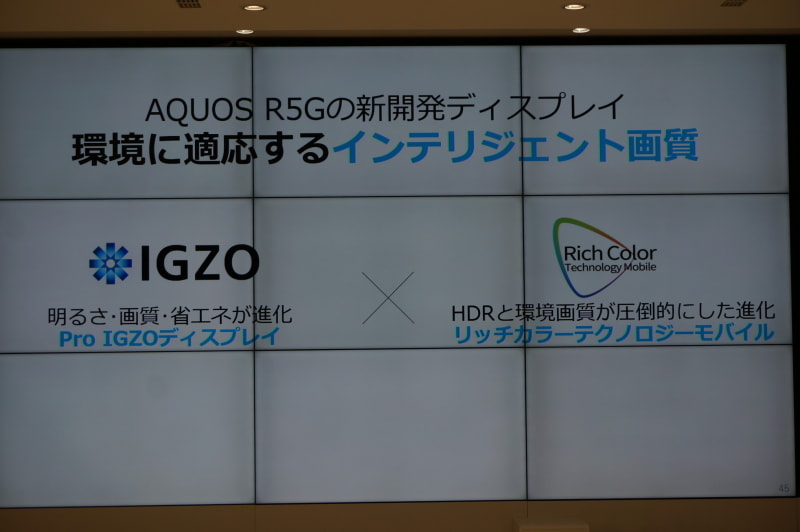 AQUOS R5Gの新開発ディスプレイ
環境に適応するインテリジェント画質
IGZO
明るさ・画質・省エネが進化
Pro IGZOディスプレイ
×
Rich Color
Technology Mobile
HDRと環境画質が圧倒的にした進化
リッチカラーテクノロジーモバイル
45